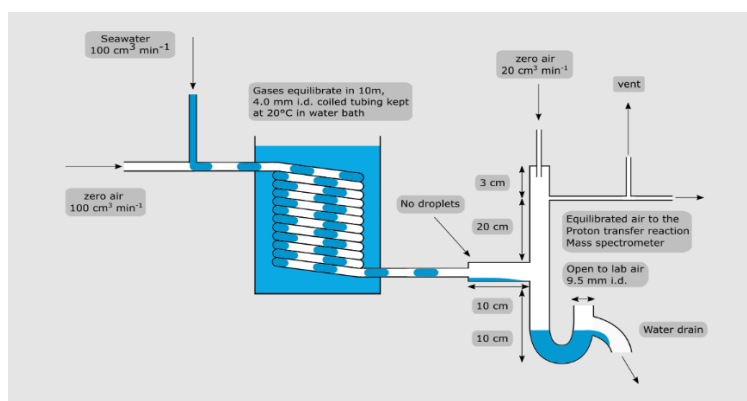 Seawater
100 cm³ min⁻¹
zero air
20 cm³ min⁻¹
vent
Gases equilibrate in 10m,
4.0 mm i.d. coiled tubing kept
at 20°C in water bath
3 cm
zero air
100 cm³ min⁻¹
No droplets
20 cm
Equilibrated air to the
Proton transfer reaction
Mass spectrometer
Open to lab air
9.5 mm i.d.
10 cm
10 cm
Water drain